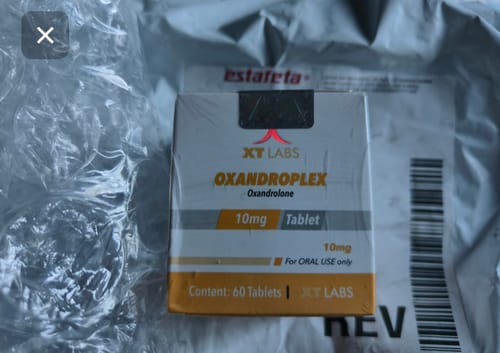 estafeta
XT LABS
OXANDROPLEX
Oxandrolone
10mg Tablet
10mg
For ORAL USE only
Content: 60 Tablets XT LABS
REV